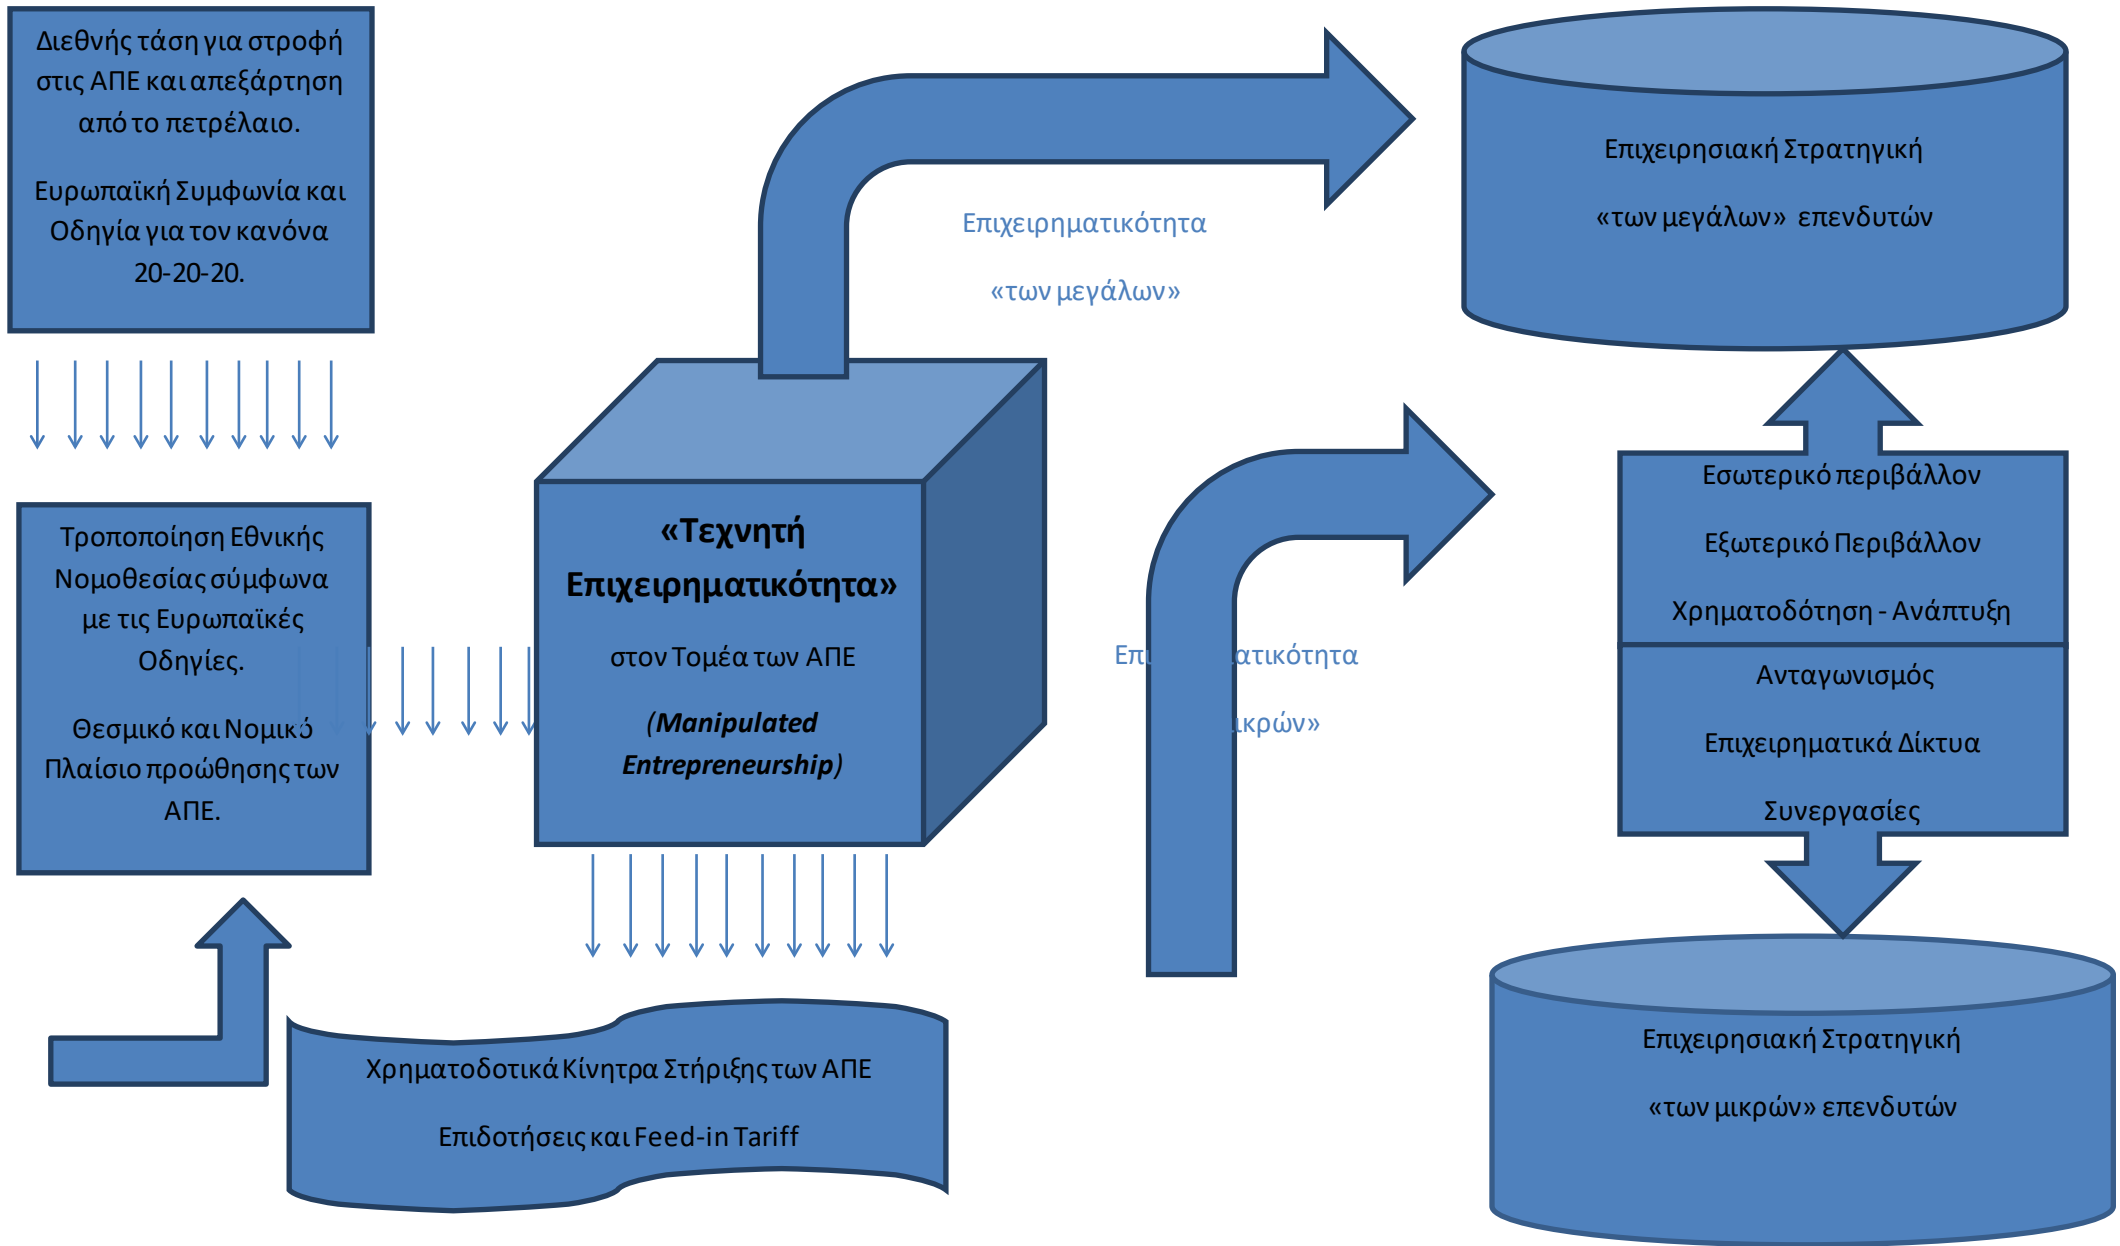 Διεθνής τάση για στροφή
στις ΑΠΕ και απεξάρτηση
από το πετρέλαιο.
Ευρωπαϊκή Συμφωνία και
Οδηγία για τον κανόνα
20-20-20.
Τροποποίηση Εθνικής
Νομοθεσίας σύμφωνα
με τις Ευρωπαϊκές
Οδηγίες.
Θεσμικό και Νομικό
Πλαίσιο προώθησης των
ΑΠΕ.
«Τεχνητή
Επιχειρηματικότητα»
στον Τομέα των ΑΠΕ
(Manipulated
Entrepreneurship)
Χρηματοδοτικά Κίνητρα Στήριξης των ΑΠΕ
Επιδοτήσεις και Feed-in Tariff
Επιχειρηματικότητα
«των μεγάλων»
Επιχειρησιακή Στρατηγική
«των μεγάλων» επενδυτών
Εσωτερικό περιβάλλον
Εξωτερικό Περιβάλλον
Χρηματοδότηση - Ανάπτυξη
Ανταγωνισμός
Επιχειρηματικά Δίκτυα
Συνεργασίες
Επιχειρησιακή Στρατηγική
«των μικρών» επενδυτών